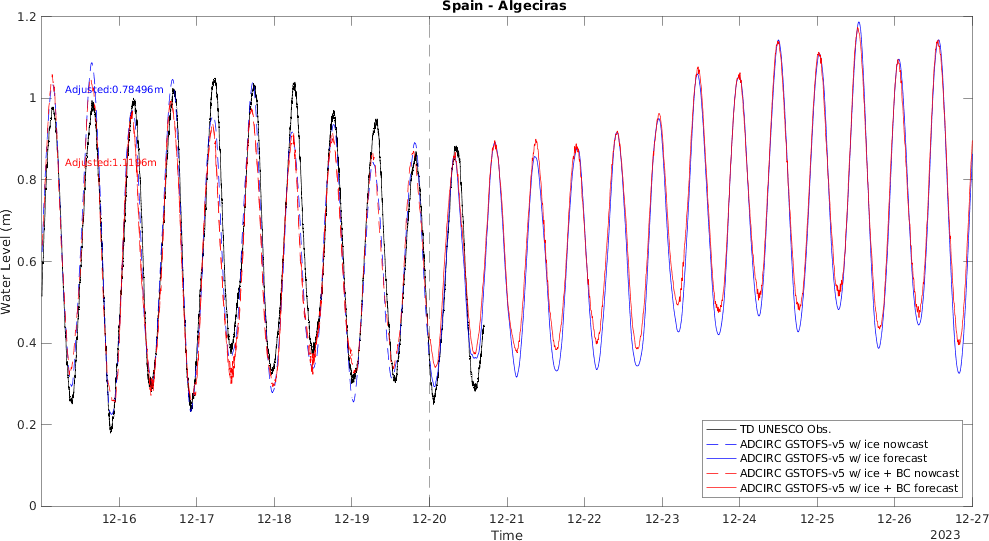 Spain - Algeciras
Water Level (m)
1.2
1
0.8
0.6
0.4
0.2
0
Adjusted:0.78496m
Adjusted:1.1196m
TD UNESCO Obs.
ADCIRC GSTOFS-v5 w/ ice nowcast
ADCIRC GSTOFS-v5 w/ ice forecast
ADCIRC GSTOFS-v5 w/ ice + BC nowcast
ADCIRC GSTOFS-v5 w/ ice + BC forecast
12-16 12-17 12-18 12-19 12-20 12-21 12-22 12-23 12-24 12-25 12-26 12-27
Time
2023